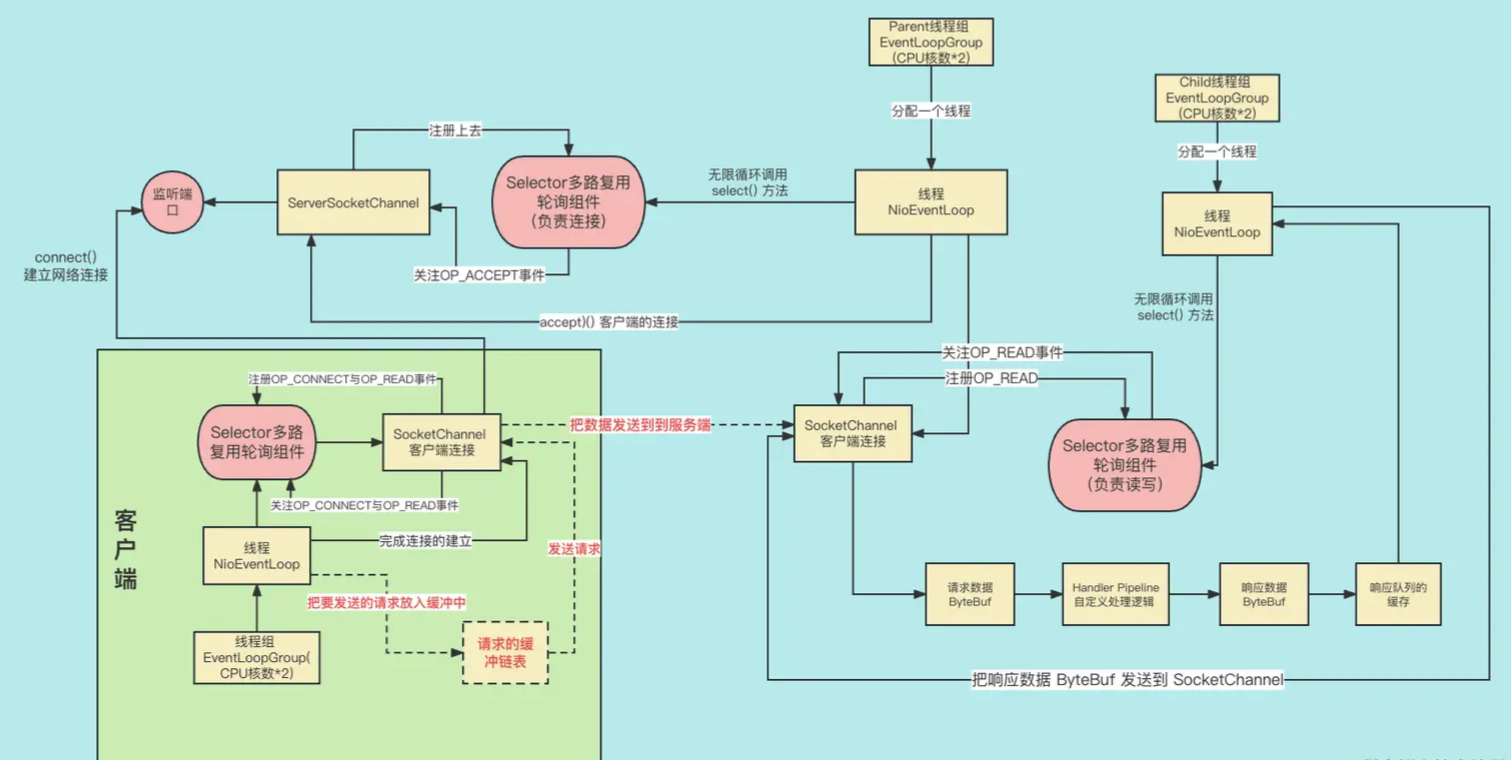 Parent线程组
EventLoopGroup
(CPU核数*2)
分配一个线程
Child线程组
EventLoopGroup
(CPU核数*2)
分配一个线程
注册上去
监听端
口
ServerSocketChannel
Selector多路复用
轮询组件
（负责连接）
无限循环调用
select() 方法
线程
NioEventLoop
线程
NioEventLoop
connect()
建立网络连接
关注OP_ACCEPT事件
accept)() 客户端的连接
无限循环调用
select() 方法
关注OP_READ事件
注册OP_READ
SocketChannel
客户端连接
Selector多路复用
轮询组件
（负责读写）
注册OP_CONNECT与OP_READ事件
Selector多路
复用轮询组件
SocketChannel
客户端连接
把数据发送到到服务端
关注OP_CONNECT与OP_READ事件
客
户
端
线程
NioEventLoop
完成连接的建立
发送请求
把要发送的请求放入缓冲中
线程组
EventLoopGroup(
CPU核数*2)
请求的缓
冲链表
请求数据
ByteBuf
Handler Pipeline
自定义处理逻辑
响应数据
ByteBuf
响应队列的
缓存
把响应数据 ByteBuf 发送到 SocketChannel